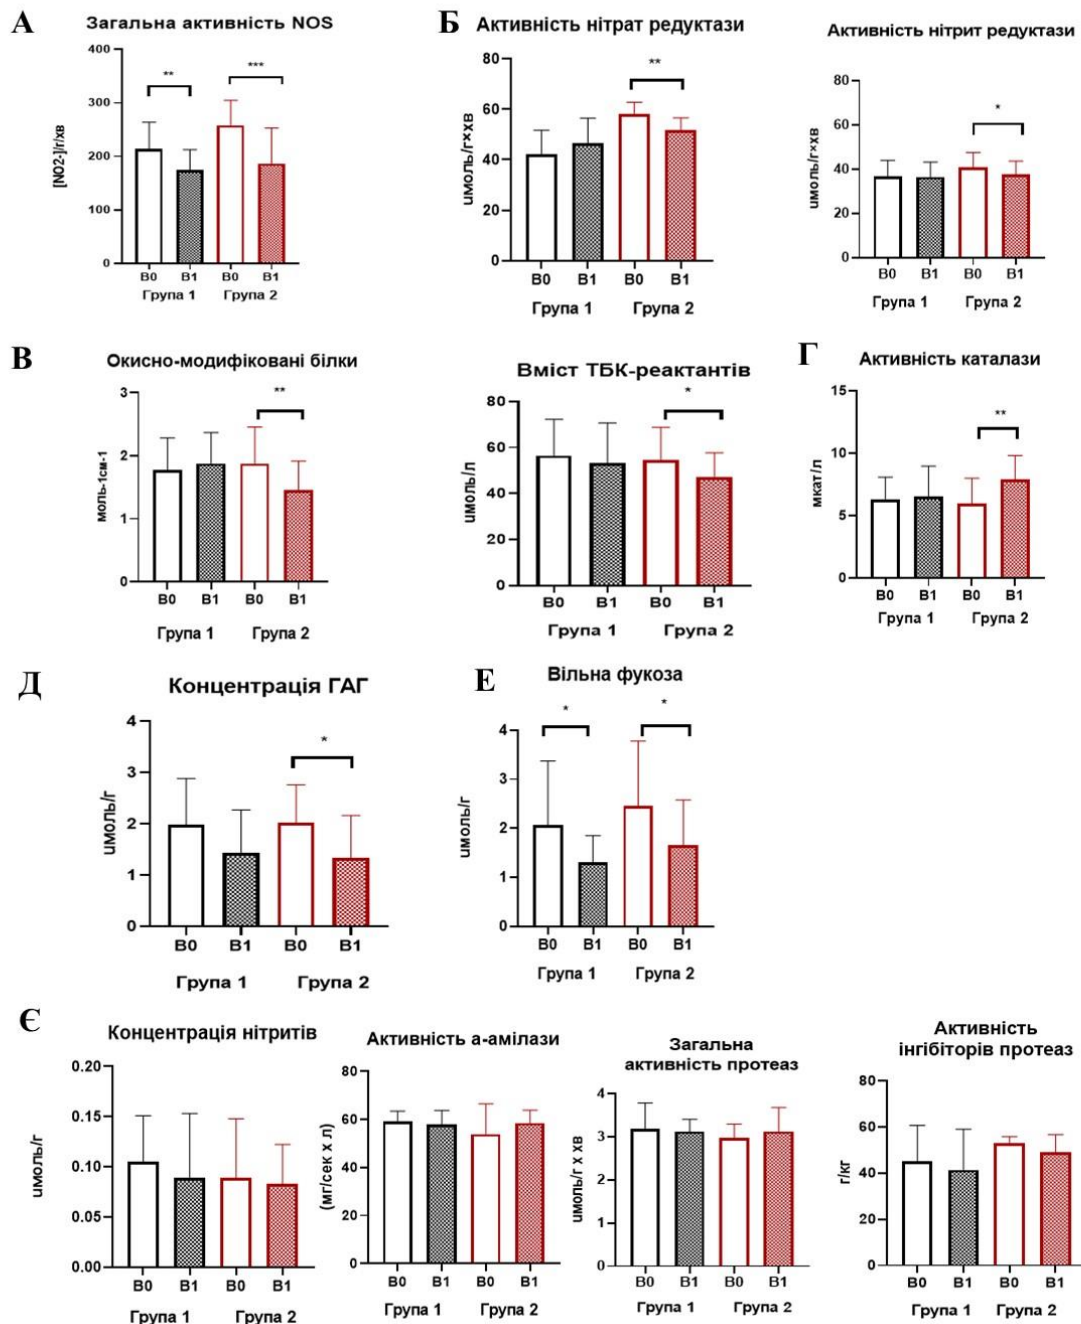 А
Загальна активність NOS
[NO2-]/г/хв
400
300
200
100
0
**
***
B0 B1 B0 B1
Група 1 Група 2
Б
Активність нітрат редуктази
uмоль/г×хв
80
60
40
20
0
**
B0 B1 B0 B1
Група 1 Група 2
Активність нітрит редуктази
uмоль/г×хв
80
60
40
20
0
*
B0 B1 B0 B1
Група 1 Група 2
В
Окисно-модифіковані білки
моль-1см-1
3
2
1
0
**
B0 B1 B0 B1
Група 1 Група 2
Вміст ТБК-реактантів
uмоль/л
80
60
40
20
0
*
B0 B1 B0 B1
Група 1 Група 2
Г
Активність каталази
мкат/л
15
10
5
0
**
B0 B1 B0 B1
Група 1 Група 2
Д
Концентрація ГАГ
uмоль/г
4
3
2
1
0
*
B0 B1 B0 B1
Група 1 Група 2
Е
Вільна фукоза
uмоль/г
4
3
2
1
0
*
*
B0 B1 B0 B1
Група 1 Група 2
Є
Концентрація нітритів
uмоль/г
0.20
0.15
0.10
0.05
0.00
B0 B1 B0 B1
Група 1 Група 2
Активність а-амілази
(мг/сек х л)
80
60
40
20
0
B0 B1 B0 B1
Група 1 Група 2
Загальна
активність протеаз
uмоль/г х хв
4
3
2
1
0
B0 B1 B0 B1
Група 1 Група 2
Активність
інгібіторів протеаз
г/кг
80
60
40
20
0
B0 B1 B0 B1
Група 1 Група 2